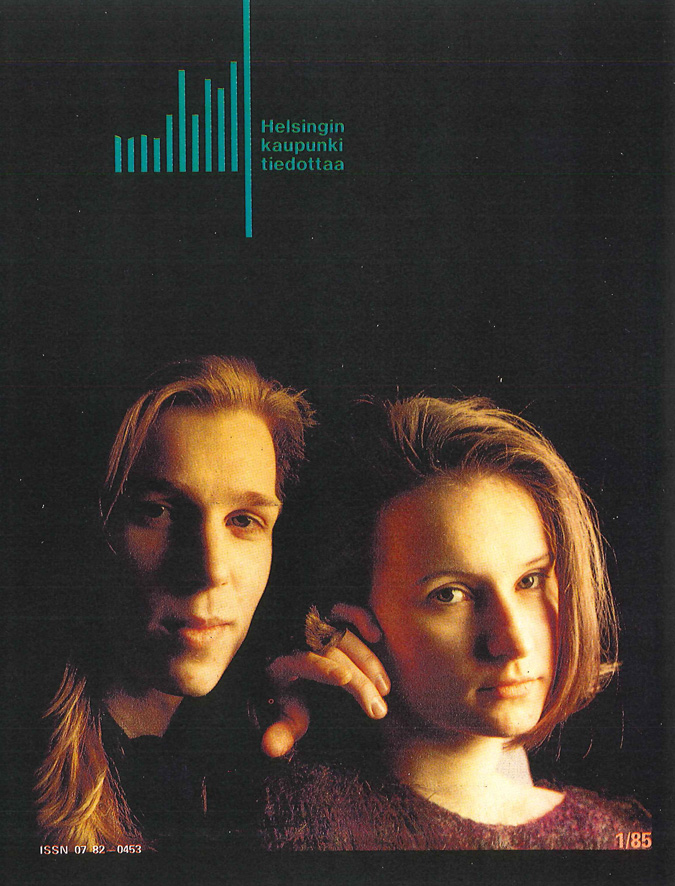 Helsingin
kaupunki
tiedottaa
ISSN 07 82—0453
1/85